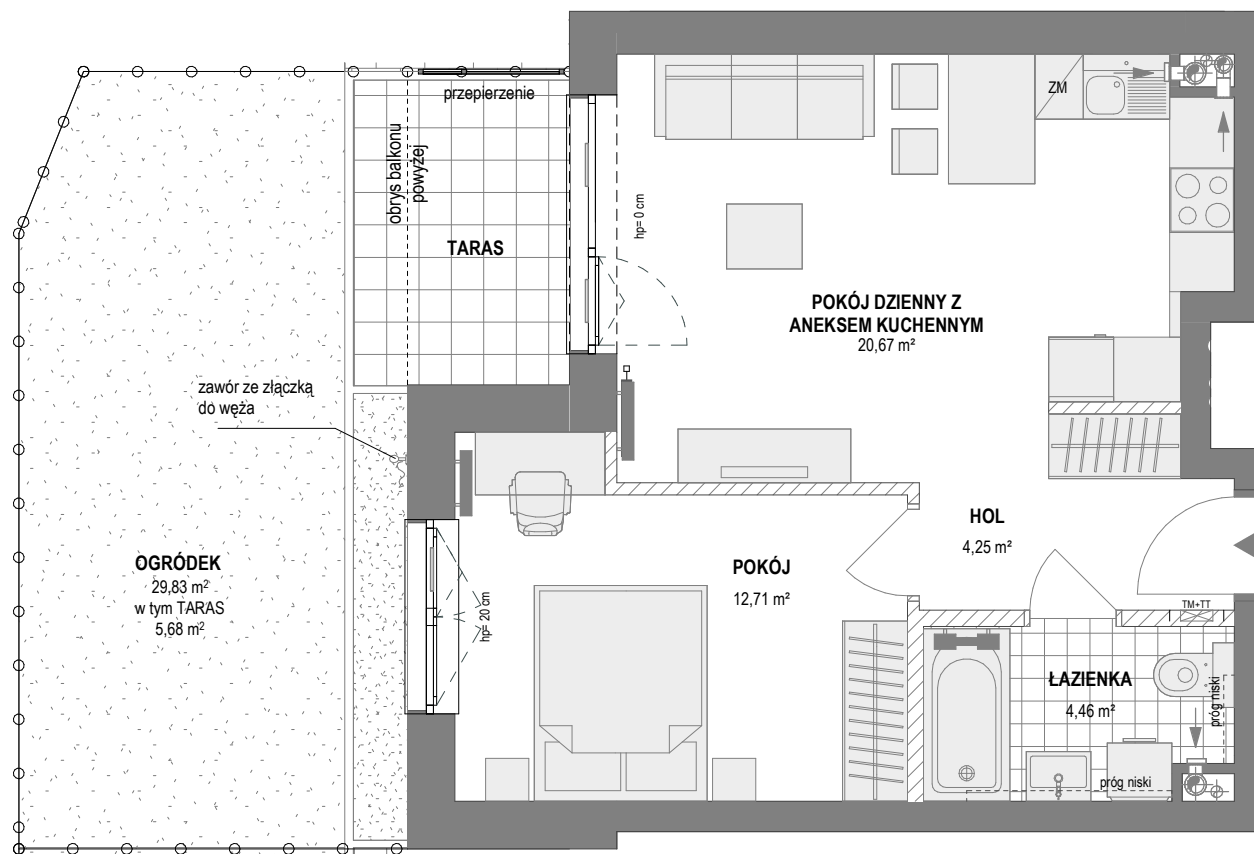 przepierzenie
obrys balkonu
powyżej
TARAS
hp= 0 cm
ZM
POKÓJ DZIENNY Z
ANEKSEM KUCHENNYM
20,67 m²
zawór ze złączką
do węża
HOL
4,25 m²
OGRÓDEK
29,83 m²
w tym TARAS
5,68 m²
hp= 20 cm
POKÓJ
12,71 m²
TM+TT
ŁAZIENKA
4,46 m²
próg niski
próg niski